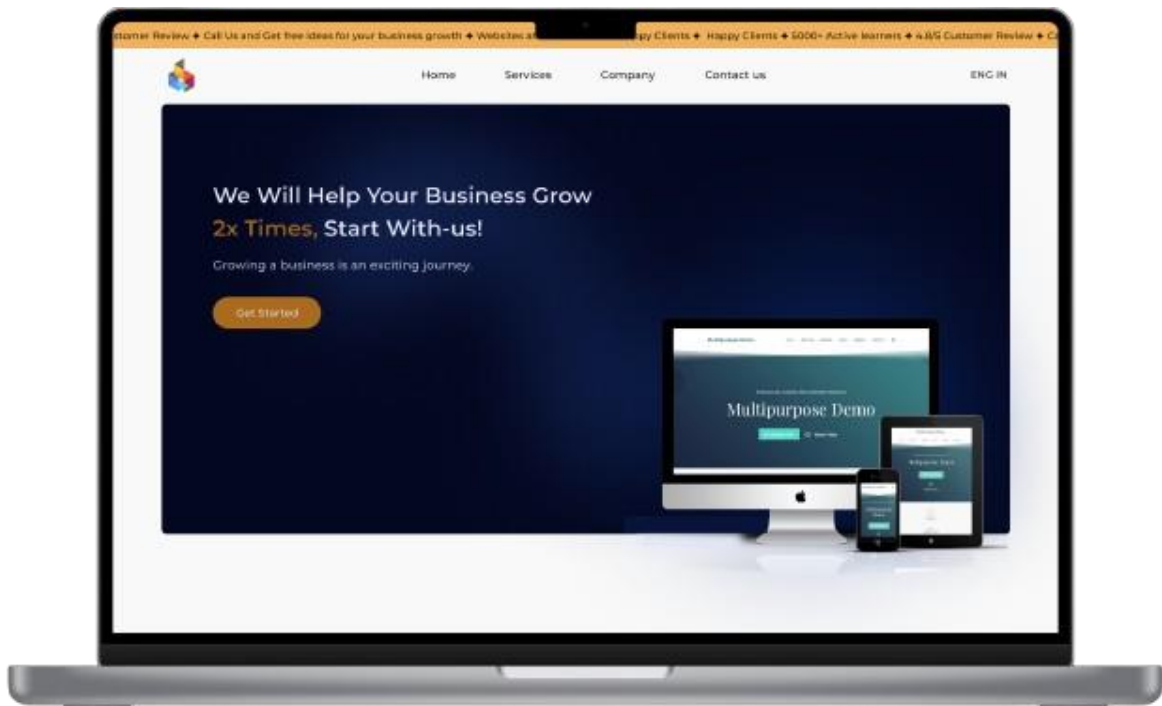 stomer Review ✦ Call Us and Get free ideas for your business growth ✦ Websites a
py Clients ✦ Happy Clients ✦ 5000+ Active learners ✦ 4.8/5 Customer Review ✦ C
Home Services Company Contact us ENG IN
We Will Help Your Business Grow
2x Times, Start With-us!
Growing a business is an exciting journey.
Get Started
Multipurpose Demo